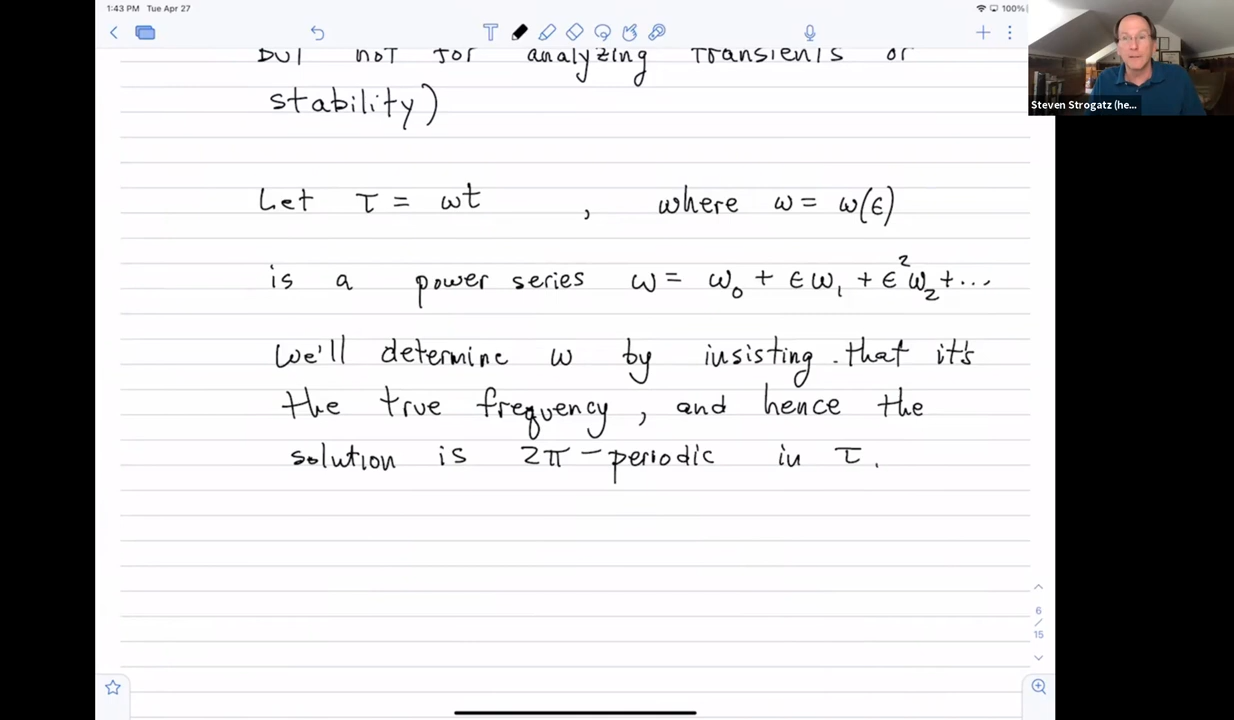 1:43 PM Tue Apr 27
100%
but not for analyzing transients or
stability)
Steven Strogatz (he...
Let τ = ωt , where ω = ω(ϵ)
is a power series ω = ω₀ + ϵω₁ + ϵ²ω₂ + ...
We'll determine ω by insisting that it's
the true frequency, and hence the
solution is 2π-periodic in τ.
6
/
15